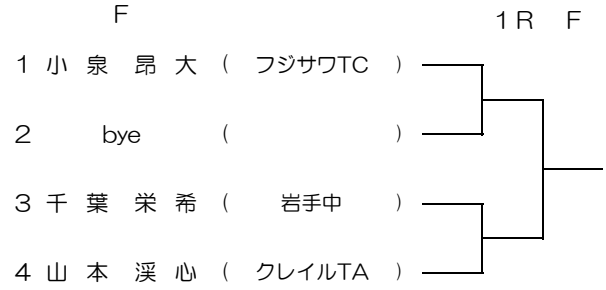 F
1R F
1 小 泉 昂 大 ( フジサワTC )
2 bye ( )
3 千 葉 栄 希 ( 岩手中 )
4 山 本 渓 心 ( クレイルTA )